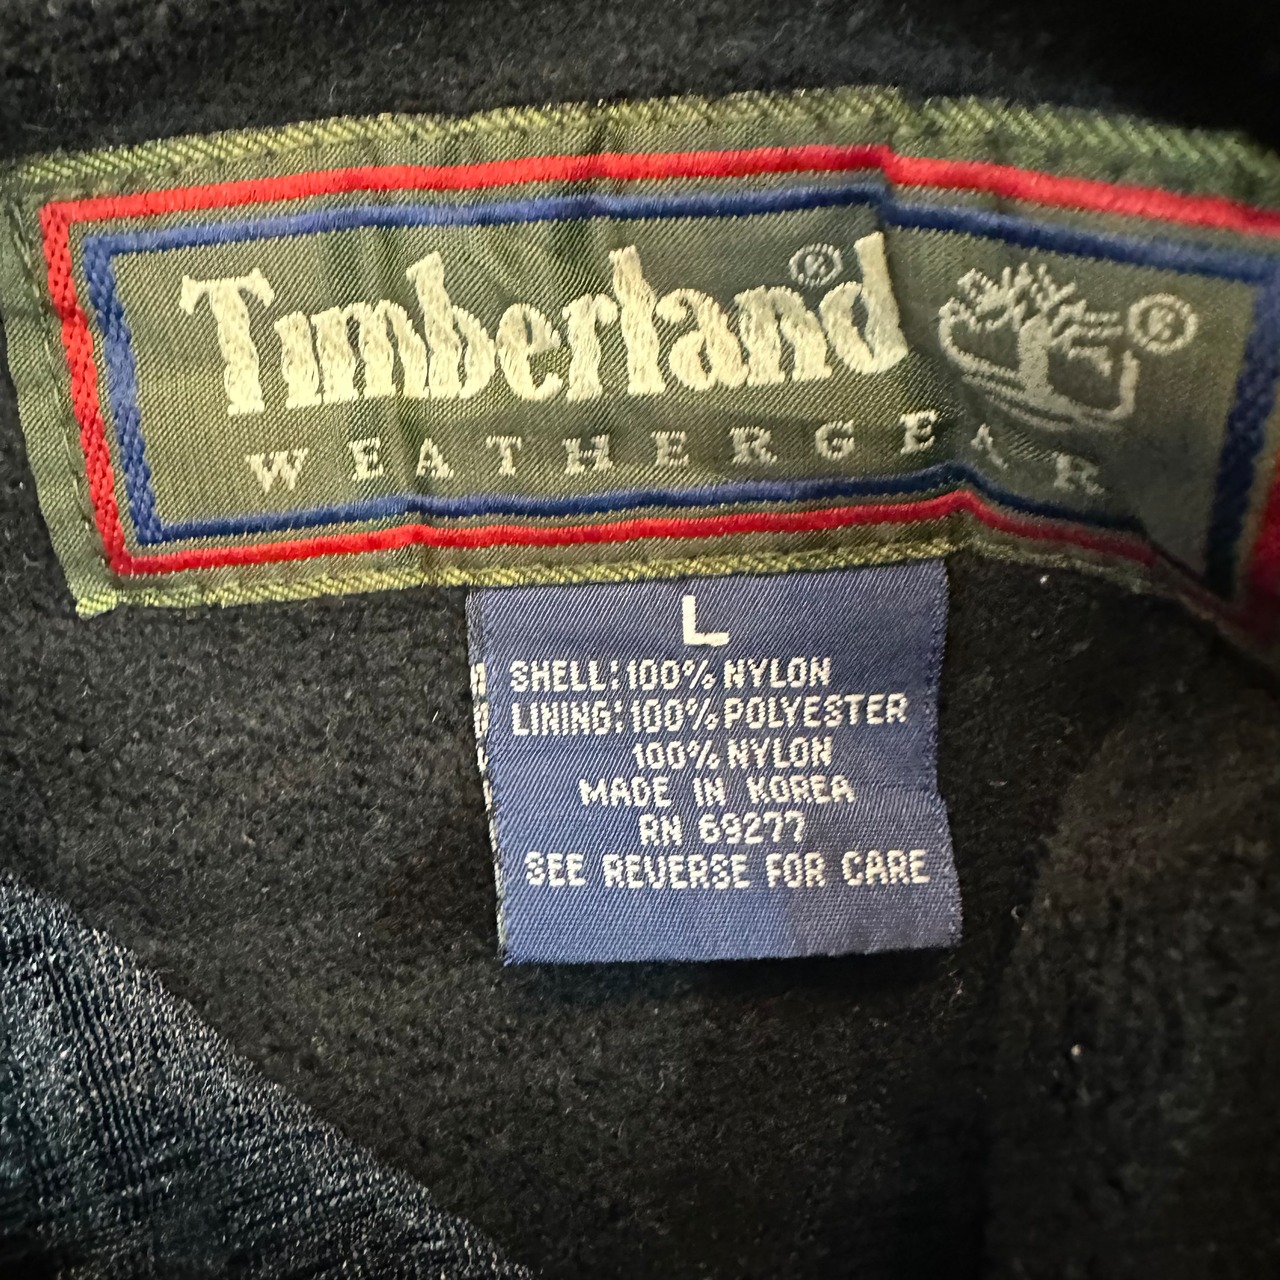 Timberland®
®
WEATHERGEAR
L
SHELL: 100% NYLON
LINING: 100% POLYESTER
100% NYLON
MADE IN KOREA
RN 69277
SEE REVERSE FOR CARE